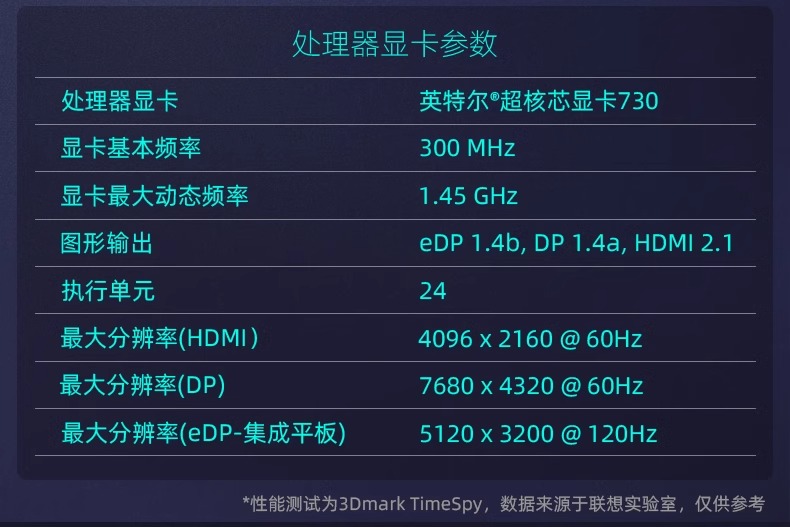 处理器显卡参数
处理器显卡 英特尔®超核芯显卡730
显卡基本频率 300 MHz
显卡最大动态频率 1.45 GHz
图形输出 eDP 1.4b, DP 1.4a, HDMI 2.1
执行单元 24
最大分辨率(HDMI) 4096 x 2160 @ 60Hz
最大分辨率(DP) 7680 x 4320 @ 60Hz
最大分辨率(eDP-集成平板) 5120 x 3200 @ 120Hz
*性能测试为3Dmark TimeSpy，数据来源于联想实验室，仅供参考